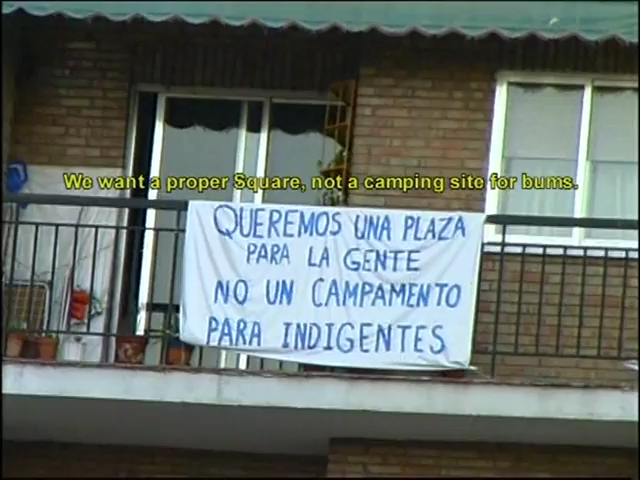 We want a proper Square, not a camping site for bums.
QUEREMOS UNA PLAZA
PARA LA GENTE
NO UN CAMPAMENTO
PARA INDIGENTES